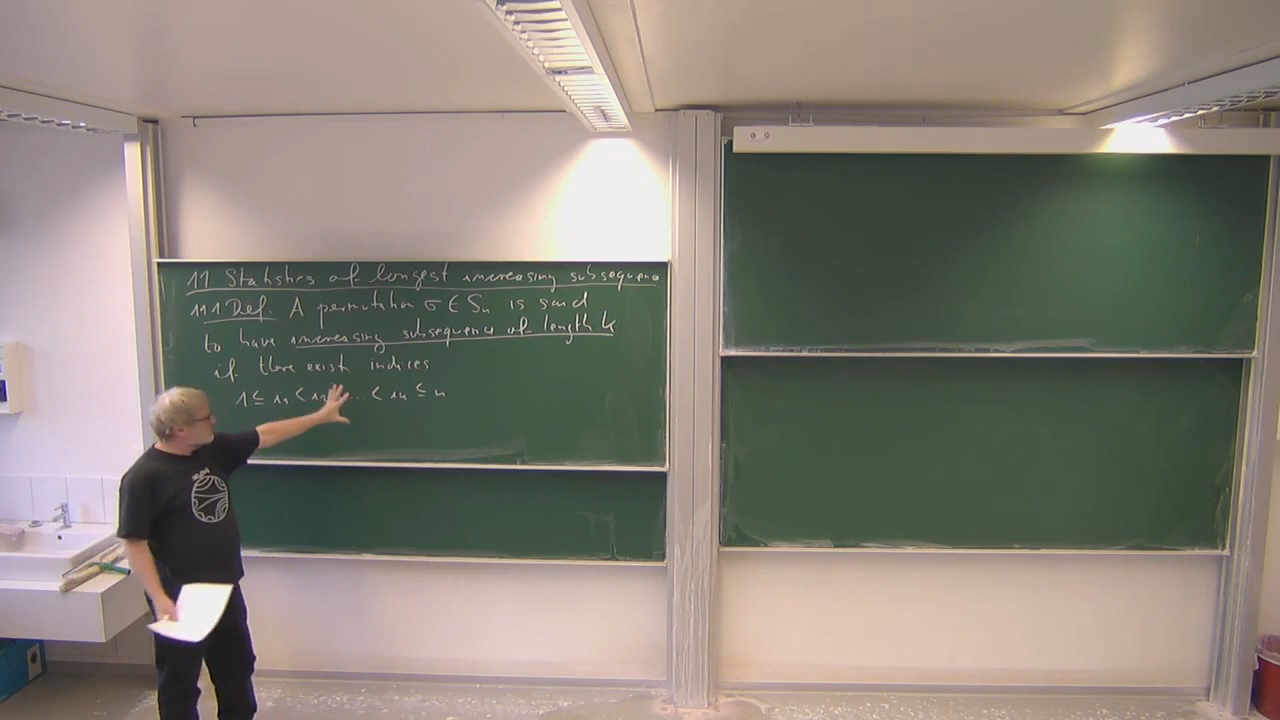 11 Statistics of longest increasing subsequence
11.1 Def. A permutation σ ∈ Sn is said
to have increasing subsequence of length k
if there exist indices
1 ≤ i1 < i2 ... < ik ≤ n